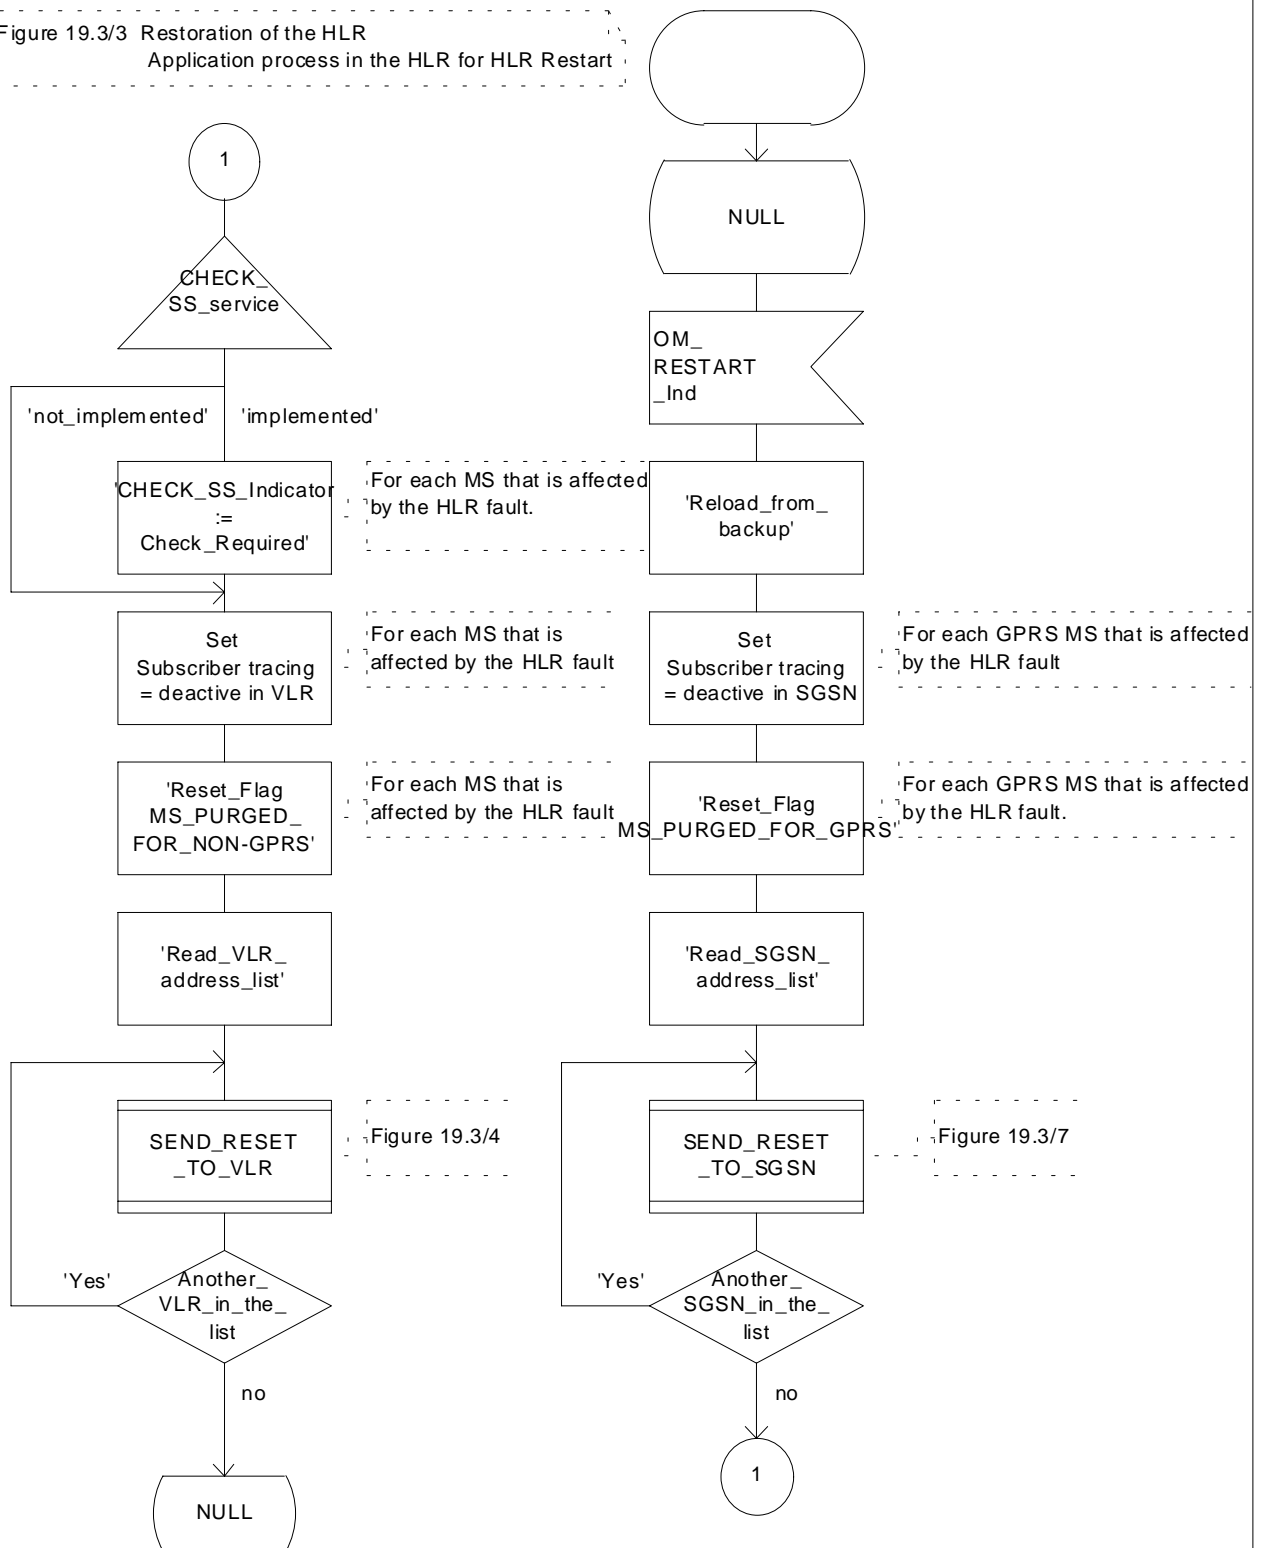 Figure 19.3/3 Restoration of the HLR
Application process in the HLR for HLR Restart
1
CHECK_
SS_service
'not_implemented'
'implemented'
'CHECK_SS_Indicator
:=
Check_Required'
For each MS that is affected
by the HLR fault.
Set
Subscriber tracing
= deactive in VLR
For each MS that is
affected by the HLR fault
'Reset_Flag
MS_PURGED_
FOR_NON-GPRS'
For each MS that is
affected by the HLR fault
'Read_VLR_
address_list'
SEND_RESET
_TO_VLR
Figure 19.3/4
'Yes'
Another_
VLR_in_the_
list
no
NULL
NULL
OM_
RESTART
_Ind
'Reload_from_
backup'
Set
Subscriber tracing
= deactive in SGSN
For each GPRS MS that is affected
by the HLR fault
'Reset_Flag
MS_PURGED_FOR_GPRS'
For each GPRS MS that is affected
by the HLR fault.
'Read_SGSN_
address_list'
SEND_RESET
_TO_SGSN
Figure 19.3/7
'Yes'
Another_
SGSN_in_the_
list
no
1